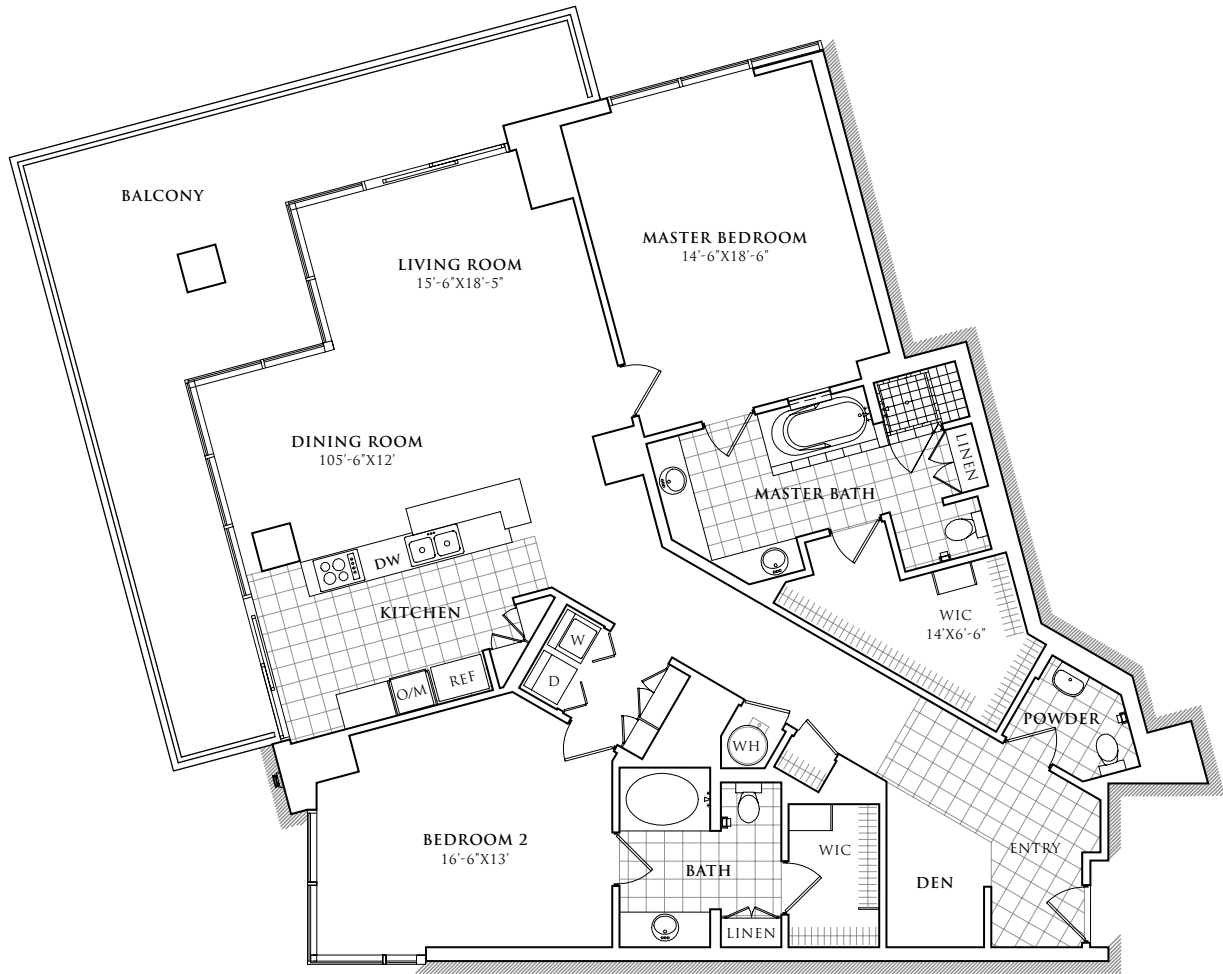 BALCONY
MASTER BEDROOM
14'-6"X18'-6"
LIVING ROOM
15'-6"X18'-5"
DINING ROOM
105'-6"X12'
LINEN
MASTER BATH
DW
KITCHEN
WIC
14'X6'-6"
W
D
REF
O/M
POWDER
WH
BEDROOM 2
16'-6"X13'
WIC
ENTRY
BATH
DEN
LINEN